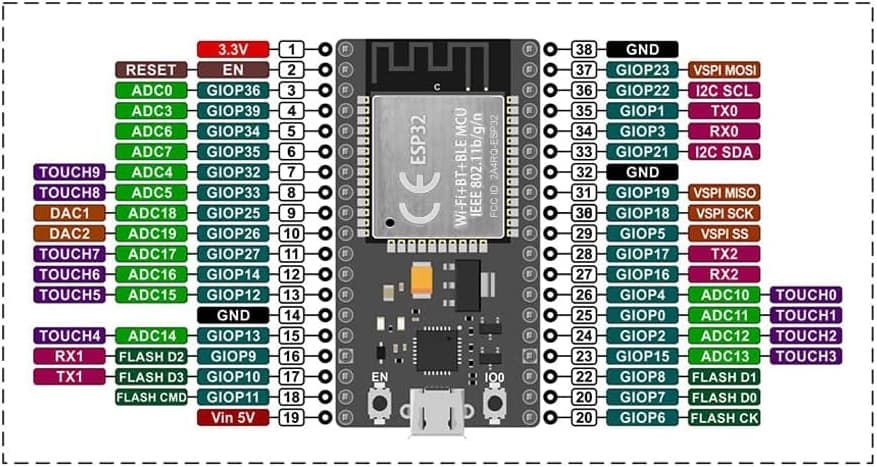 3.3V 1
RESET EN 2
ADC0 GIOP36 3
ADC3 GIOP39 4
ADC6 GIOP34 5
ADC7 GIOP35 6
TOUCH9 ADC4 GIOP32 7
TOUCH8 ADC5 GIOP33 8
DAC1 ADC18 GIOP25 9
DAC2 ADC19 GIOP26 10
TOUCH7 ADC17 GIOP27 11
TOUCH6 ADC16 GIOP14 12
TOUCH5 ADC15 GIOP12 13
GND 14
TOUCH4 ADC14 GIOP13 15
RX1 FLASH D2 GIOP9 16
TX1 FLASH D3 GIOP10 17
FLASH CMD GIOP11 18
Vin 5V 19
C
CE ESP32
Wi-Fi+BT+BLE MCU
IEEE 802.11b/g/n
FCC ID 2A4RQ-ESP32
EN
IO0
38 GND
37 GIOP23 VSPI MOSI
36 GIOP22 I2C SCL
35 GIOP1 TX0
34 GIOP3 RX0
33 GIOP21 I2C SDA
32 GND
31 GIOP19 VSPI MISO
30 GIOP18 VSPI SCK
29 GIOP5 VSPI SS
28 GIOP17 TX2
27 GIOP16 RX2
26 GIOP4 ADC10 TOUCH0
25 GIOP0 ADC11 TOUCH1
24 GIOP2 ADC12 TOUCH2
23 GIOP15 ADC13 TOUCH3
22 GIOP8 FLASH D1
20 GIOP7 FLASH D0
20 GIOP6 FLASH CK